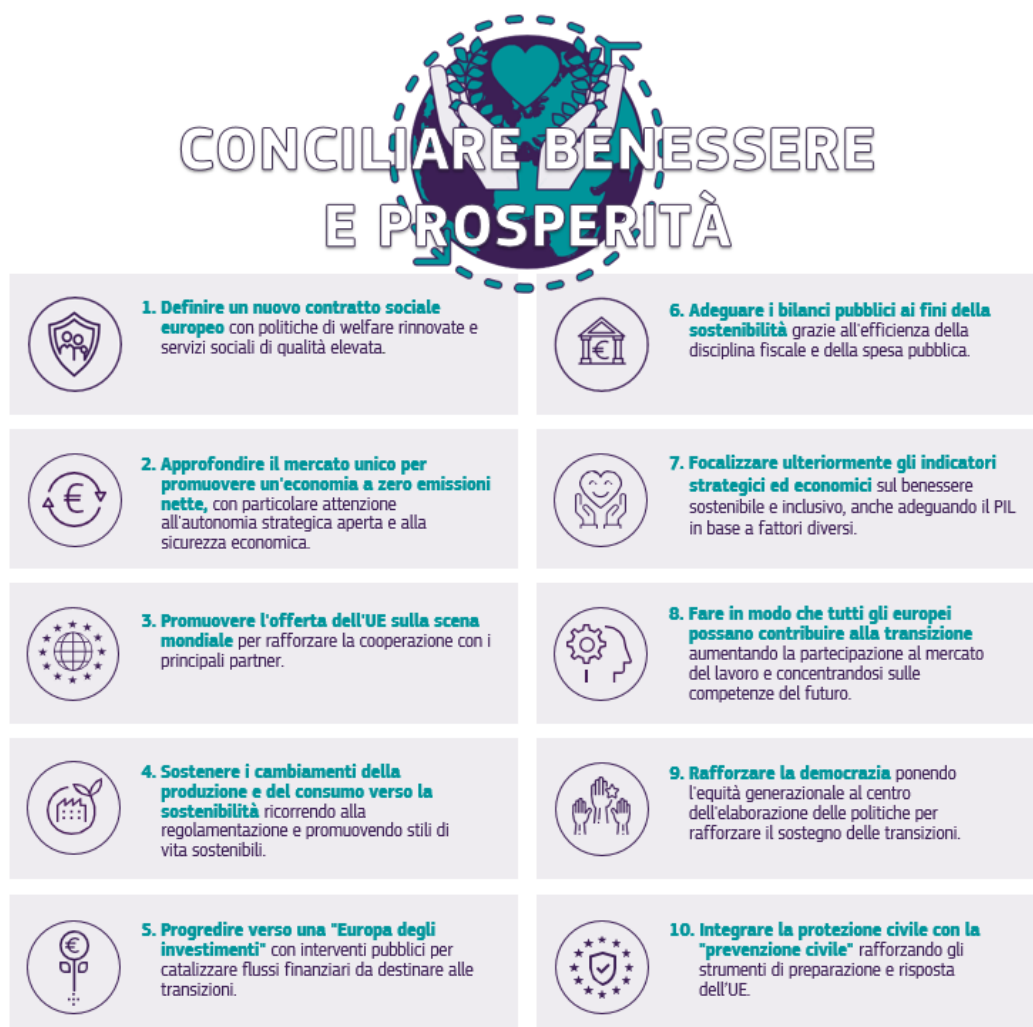 CONCILIARE BENESSERE
E PROSPERITÀ
1. Definire un nuovo contratto sociale
europeo con politiche di welfare rinnovate e
servizi sociali di qualità elevata.
2. Approfondire il mercato unico per
promuovere un'economia a zero emissioni
nette, con particolare attenzione
all'autonomia strategica aperta e alla
sicurezza economica.
3. Promuovere l'offerta dell'UE sulla scena
mondiale per rafforzare la cooperazione con i
principali partner.
4. Sostenere i cambiamenti della
produzione e del consumo verso la
sostenibilità ricorrendo alla
regolamentazione e promuovendo stili di
vita sostenibili.
5. Progredire verso una "Europa degli
investimenti" con interventi pubblici per
catalizzare flussi finanziari da destinare alle
transizioni.
6. Adeguare i bilanci pubblici ai fini della
sostenibilità grazie all'efficienza della
disciplina fiscale e della spesa pubblica.
7. Focalizzare ulteriormente gli indicatori
strategici ed economici sul benessere
sostenibile e inclusivo, anche adeguando il PIL
in base a fattori diversi.
8. Fare in modo che tutti gli europei
possano contribuire alla transizione
aumentando la partecipazione al mercato
del lavoro e concentrandosi sulle
competenze del futuro.
9. Rafforzare la democrazia ponendo
l'equità generazionale al centro
dell'elaborazione delle politiche per
rafforzare il sostegno delle transizioni.
10. Integrare la protezione civile con la
"prevenzione civile" rafforzando gli
strumenti di preparazione e risposta
dell'UE.